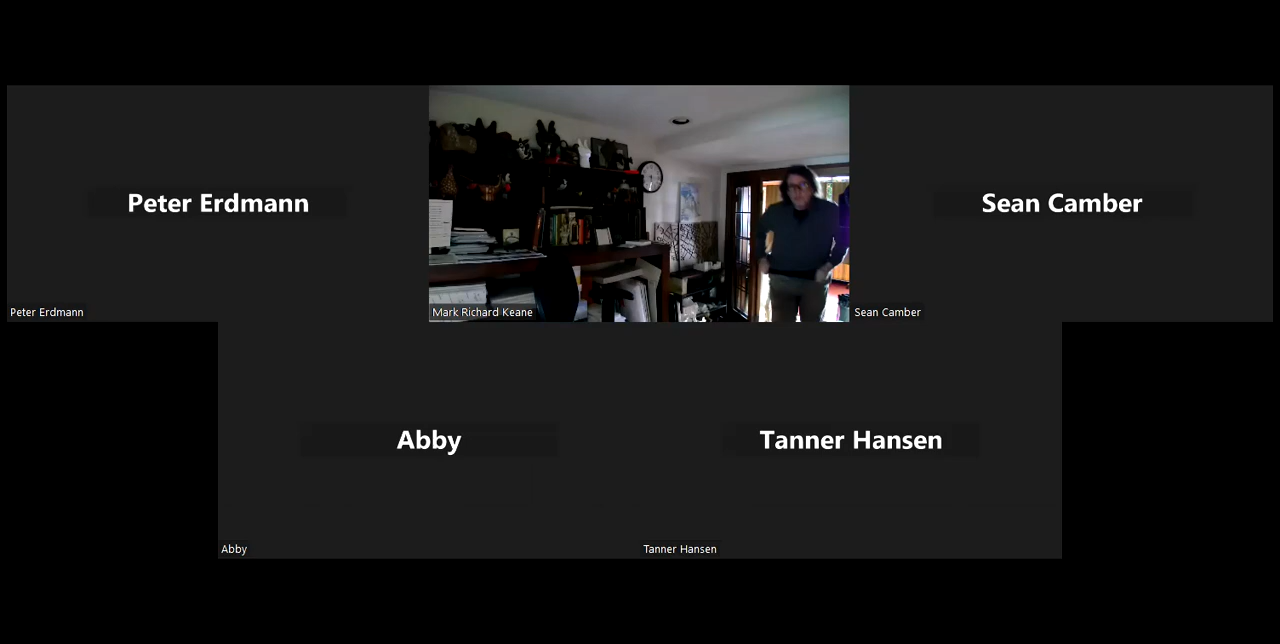 Peter Erdmann
Sean Camber
Peter Erdmann
Mark Richard Keane
Sean Camber
Abby
Tanner Hansen
Abby
Tanner Hansen